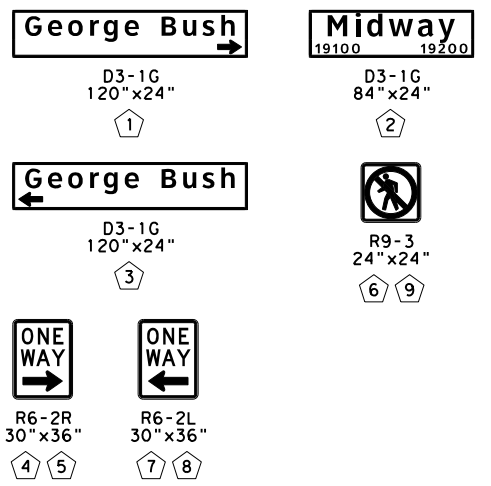 George Bush
D3-1G
120"x24"
1
Midway
19100 19200
D3-1G
84"x24"
2
George Bush
D3-1G
120"x24"
3
R9-3
24"x24"
6 9
ONE
WAY
R6-2R
30"x36"
4 5
ONE
WAY
R6-2L
30"x36"
7 8